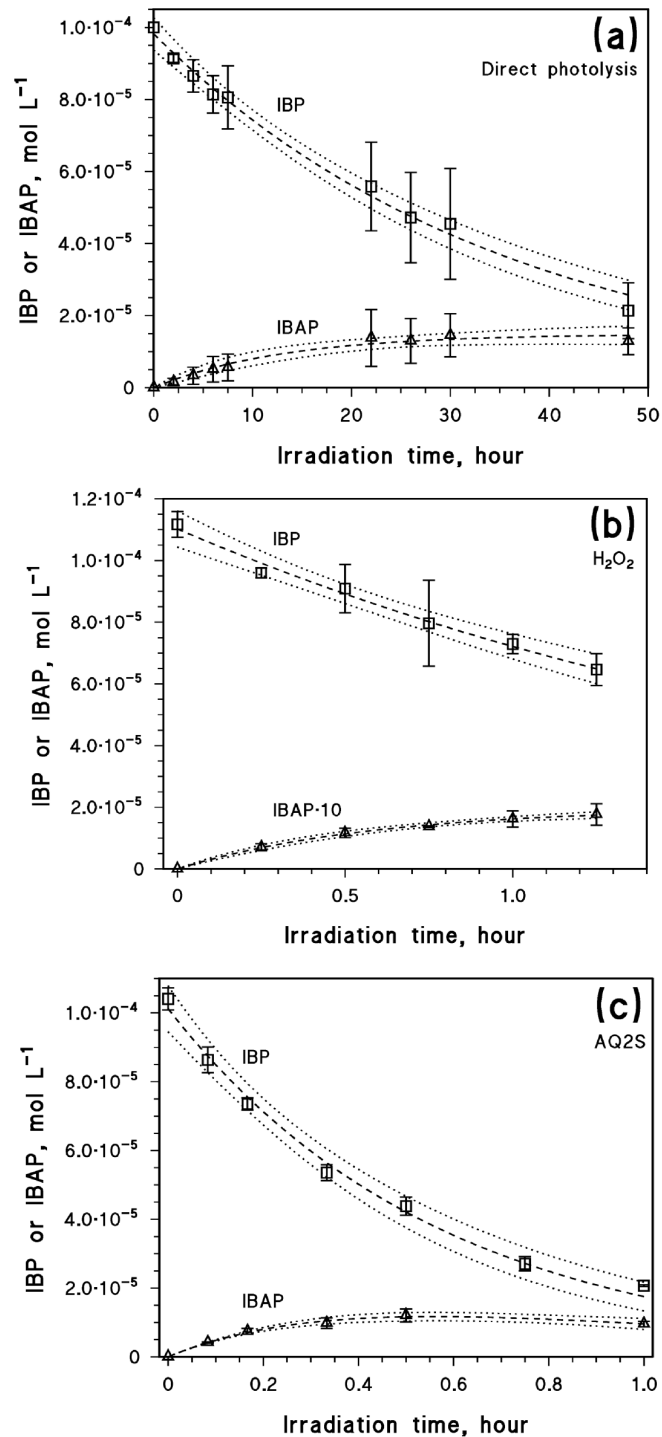 (a)
Direct photolysis
IBP
IBAP
IBP or IBAP, mol L⁻¹
1.0·10⁻⁴
8.0·10⁻⁵
6.0·10⁻⁵
4.0·10⁻⁵
2.0·10⁻⁵
0
0 10 20 30 40 50
Irradiation time, hour
(b)
H₂O₂
IBP
IBAP·10
IBP or IBAP, mol L⁻¹
1.2·10⁻⁴
1.0·10⁻⁴
8.0·10⁻⁵
6.0·10⁻⁵
4.0·10⁻⁵
2.0·10⁻⁵
0
0 0.5 1.0
Irradiation time, hour
(c)
AQ2S
IBP
IBAP
IBP or IBAP, mol L⁻¹
1.0·10⁻⁴
8.0·10⁻⁵
6.0·10⁻⁵
4.0·10⁻⁵
2.0·10⁻⁵
0
0 0.2 0.4 0.6 0.8 1.0
Irradiation time, hour